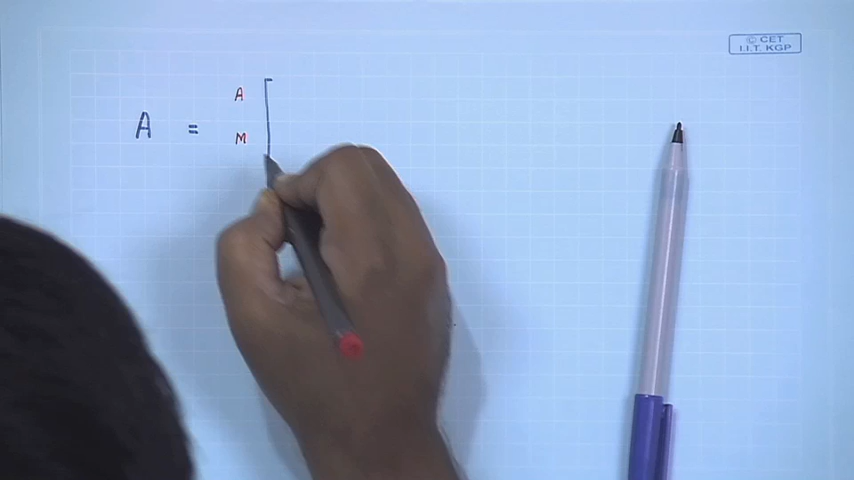 © CET
I.I.T. KGP
A
A =
M
[